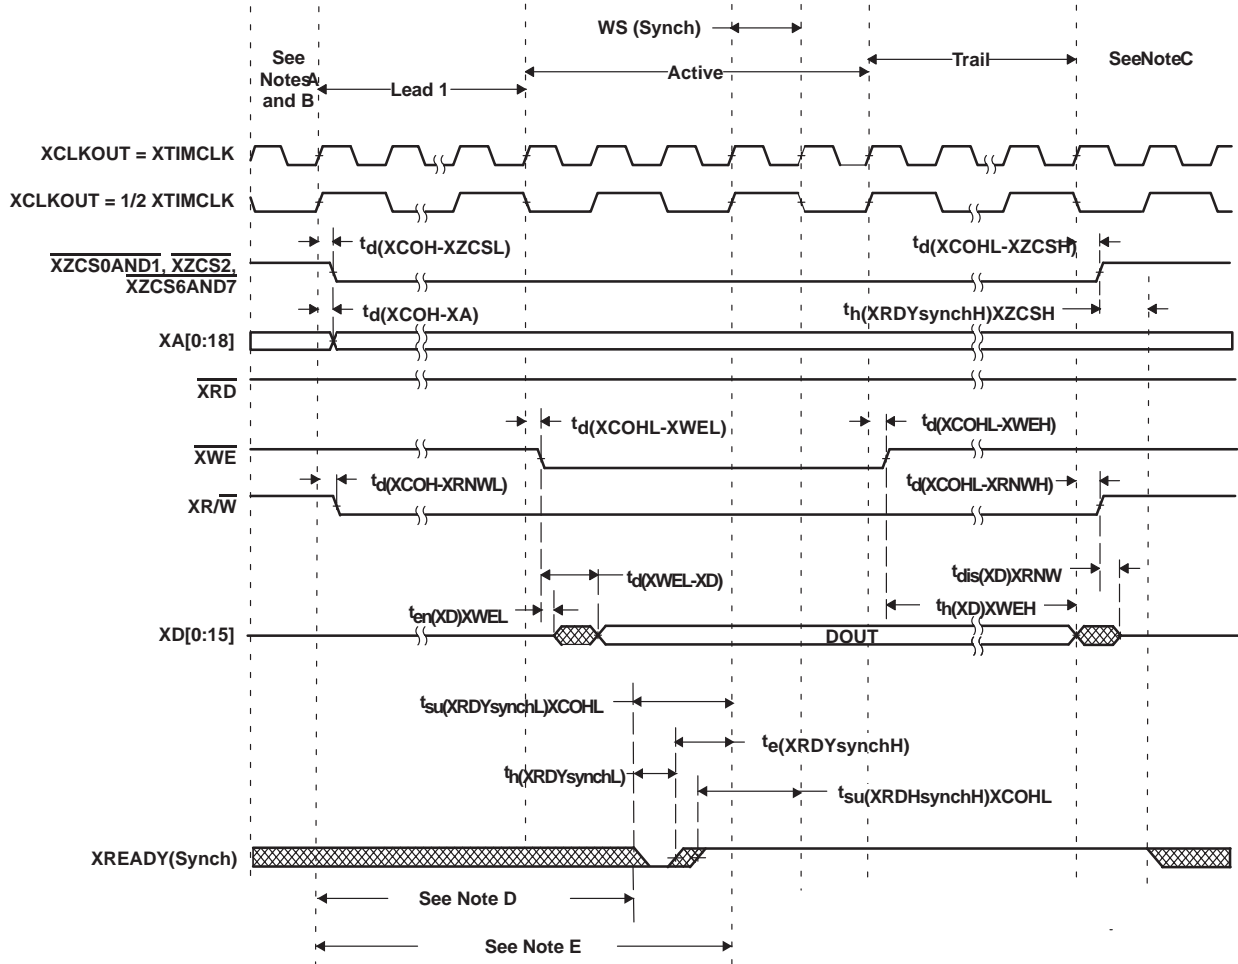 WS (Synch)
See
NotesA
and B
Lead 1
Active
Trail
SeeNoteC
XCLKOUT = XTIMCLK
XCLKOUT = 1/2 XTIMCLK
td(XCOH-XZCSL)
td(XCOHL-XZCSH)
XZCS0AND1, XZCS2,
XZCS6AND7
td(XCOH-XA)
th(XRDYsynchH)XZCSH
XA[0:18]
XRD
td(XCOHL-XWEL)
td(XCOHL-XWEH)
XWE
td(XCOH-XRNWL)
td(XCOHL-XRNWH)
XR/W
td(XWEL-XD)
tdis(XD)XRNW
ten(XD)XWEL
th(XD)XWEH
XD[0:15]
DOUT
tsu(XRDYsynchL)XCOHL
te(XRDYsynchH)
th(XRDYsynchL)
tsu(XRDHsynchH)XCOHL
XREADY(Synch)
See Note D
See Note E